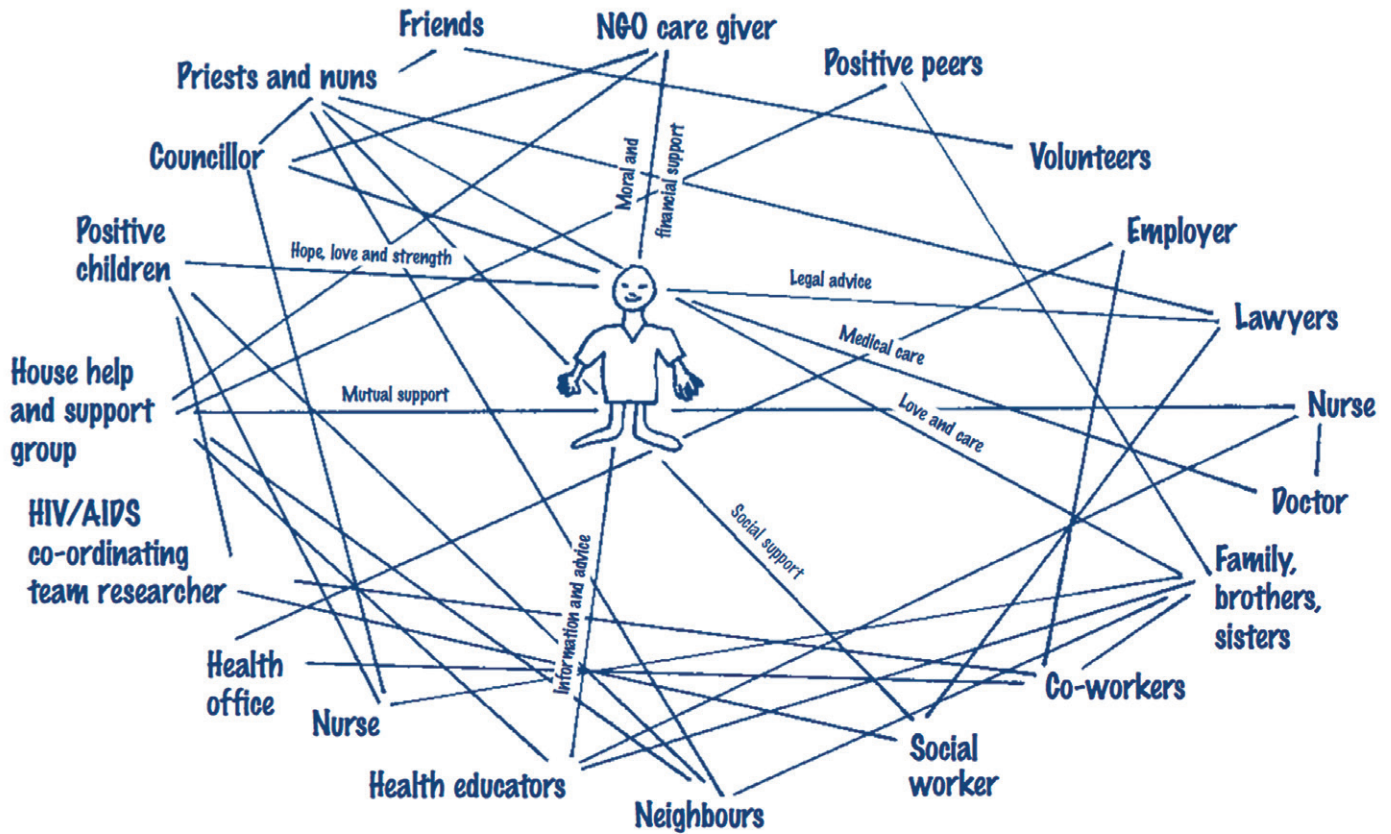 Friends
NGO care giver
Positive peers
Priests and nuns
Councillor
Volunteers
Moral and
financial support
Positive
children
Employer
Hope, love and strength
Legal advice
Lawyers
Medical care
House help
and support
group
Mutual support
Love and care
Nurse
Doctor
HIV/AIDS
co-ordinating
team researcher
Social support
Information and advice
Family,
brothers,
sisters
Health
office
Co-workers
Nurse
Social
worker
Health educators
Neighbours